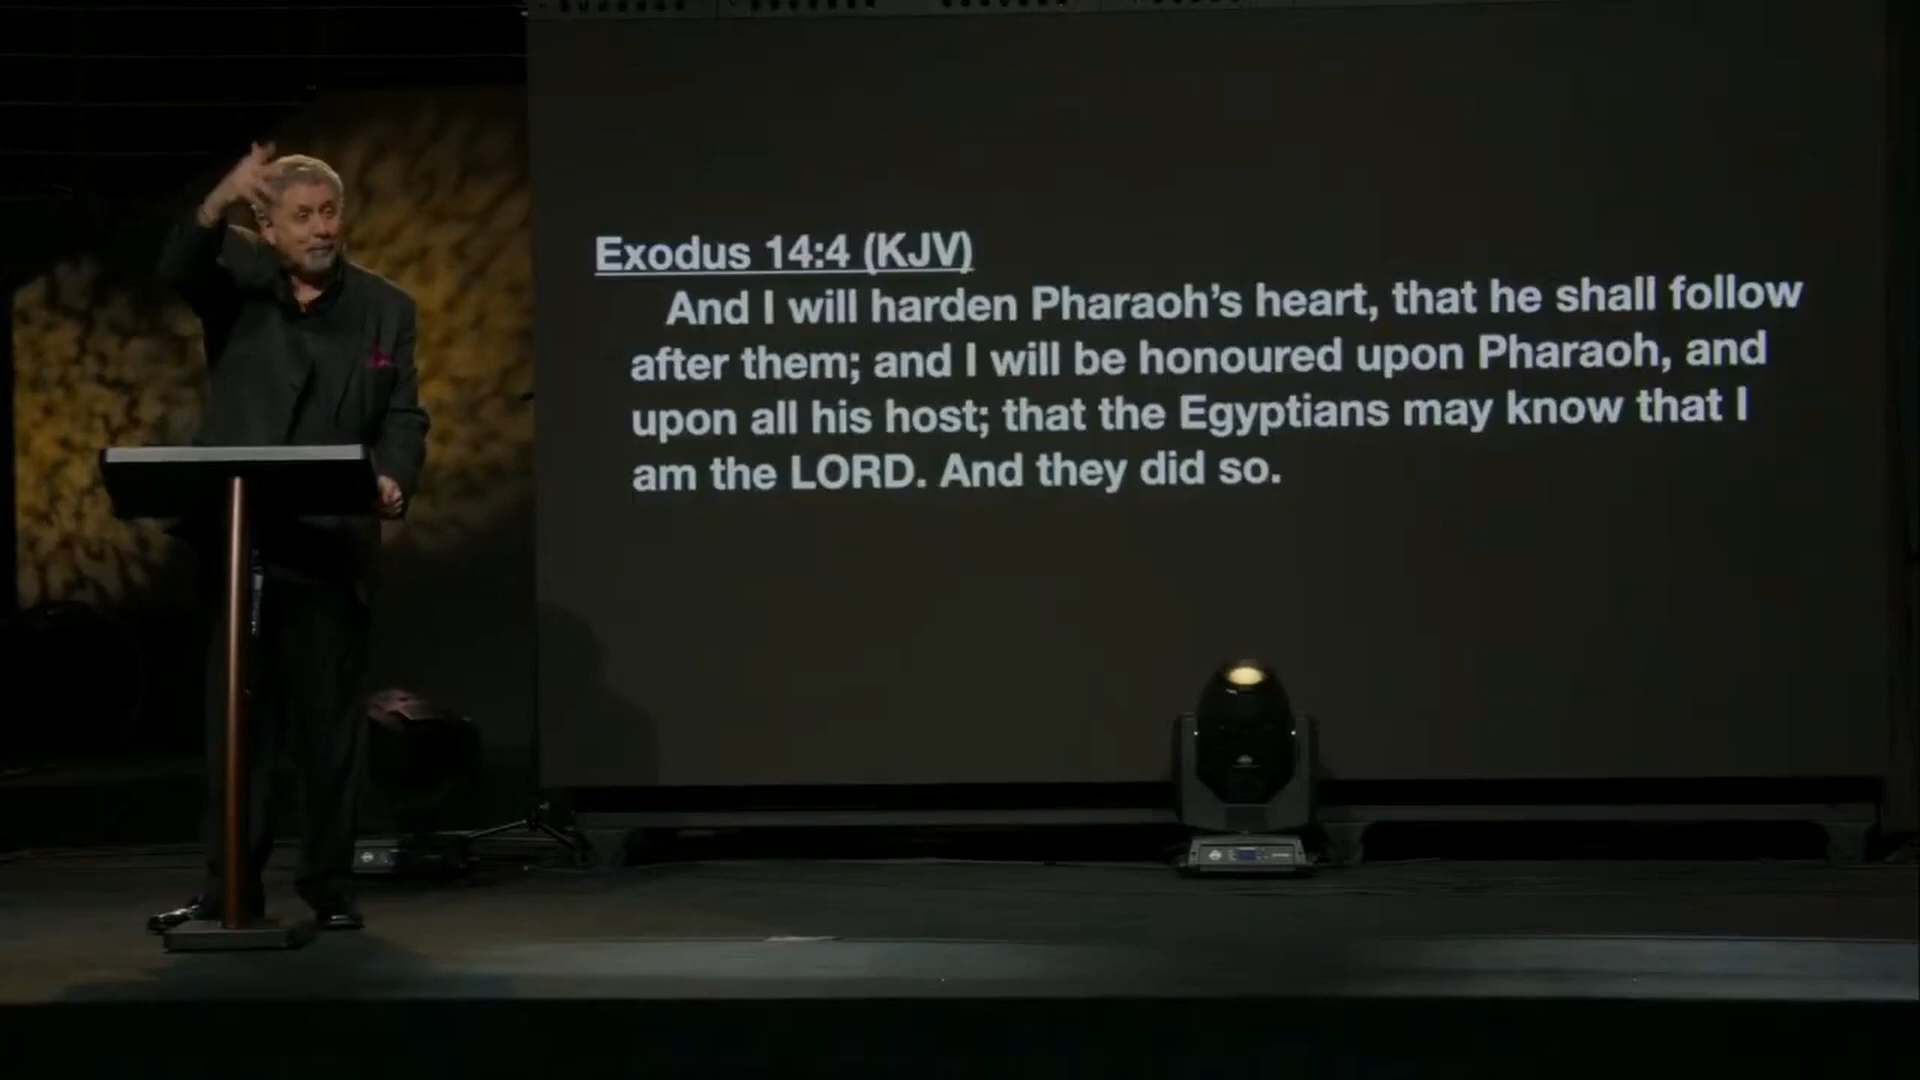 Exodus 14:4 (KJV)
And I will harden Pharaoh’s heart, that he shall follow
after them; and I will be honoured upon Pharaoh, and
upon all his host; that the Egyptians may know that I
am the LORD. And they did so.